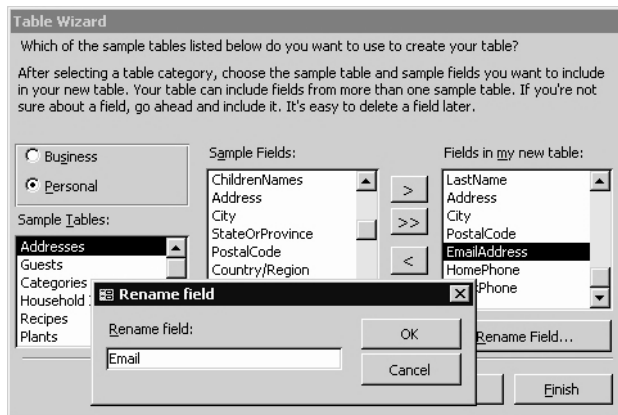 Table Wizard
Which of the sample tables listed below do you want to use to create your table?
After selecting a table category, choose the sample table and sample fields you want to include
in your new table. Your table can include fields from more than one sample table. If you're not
sure about a field, go ahead and include it. It's easy to delete a field later.
Business
Personal
Sample Tables:
Addresses
Guests
Categories
Household
Recipes
Plants
Sample Fields:
ChildrenNames
Address
City
StateOrProvince
PostalCode
Country/Region
>
>>
<
Fields in my new table:
LastName
Address
City
PostalCode
EmailAddress
HomePhone
Phone
Rename Field...
Finish
Rename field
Rename field:
Email
OK
Cancel